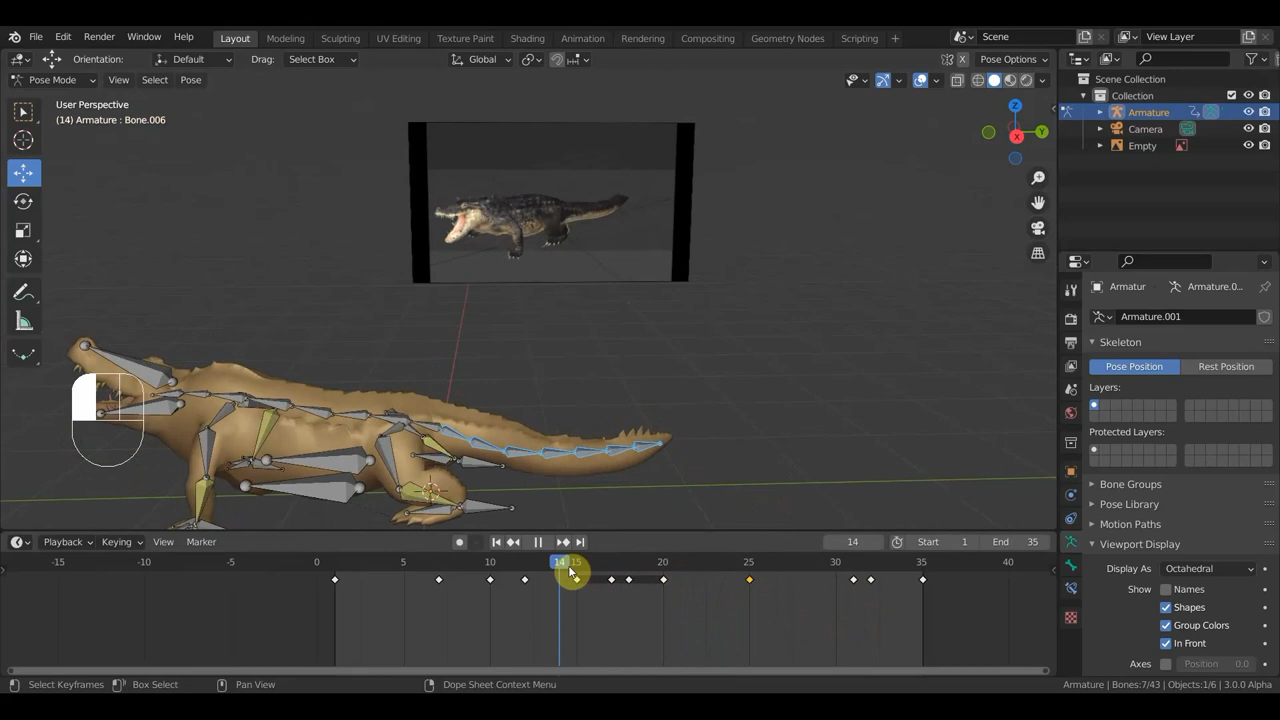 File Edit Render Window Help Layout Modeling Sculpting UV Editing Texture Paint Shading Animation Rendering Compositing Geometry Nodes Scripting + Scene View Layer
Orientation: Default Drag: Select Box Global X Pose Options
Pose Mode View Select Pose
Scene Collection
Collection
Armature
Camera
Empty
User Perspective
(14) Armature : Bone.006
Z
Y
X
Armatur Armature.0...
Armature.001
Skeleton
Pose Position Rest Position
Layers:
Protected Layers:
Bone Groups
Pose Library
Motion Paths
Viewport Display
Display As Octahedral
Show Names
Shapes
Group Colors
In Front
Axes Position 0.0
Playback Keying View Marker 14 Start 1 End 35
-15 -10 -5 0 5 10 14 15 20 25 30 35 40
Select Keyframes Box Select Pan View Dope Sheet Context Menu Armature | Bones:7/43 | Objects:1/6 | 3.0.0 Alpha